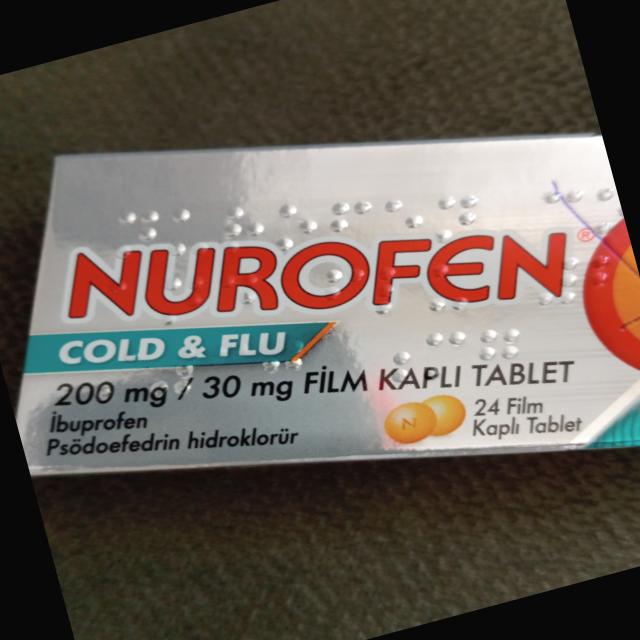 NUROFEN®
COLD & FLU
200 mg / 30 mg FİLM KAPLI TABLET
İbuprofen
Psödoefedrin hidroklorür
24 Film
Kaplı Tablet
N